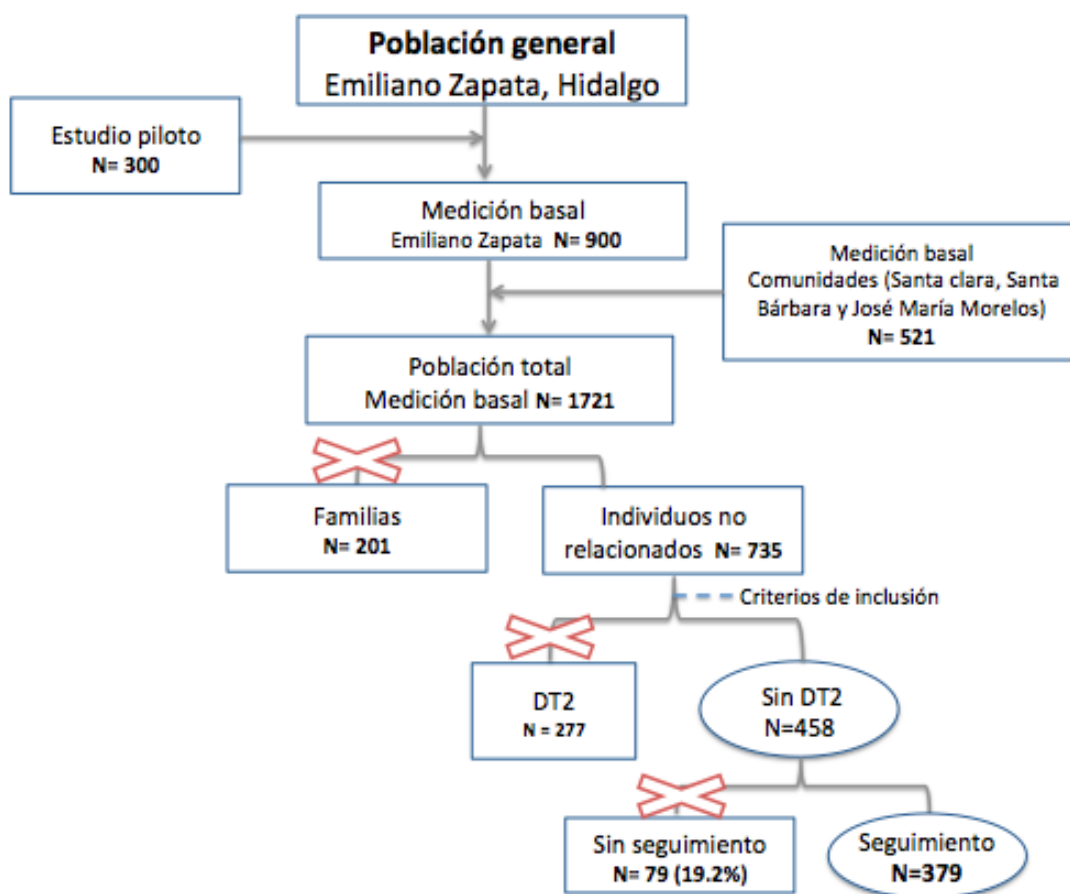 Población general
Emiliano Zapata, Hidalgo
Estudio piloto
N= 300
Medición basal
Emiliano Zapata N= 900
Medición basal
Comunidades (Santa clara, Santa
Bárbara y José María Morelos)
N= 521
Población total
Medición basal N= 1721
Familias
N= 201
Individuos no
relacionados N= 735
Criterios de inclusión
DT2
N = 277
Sin DT2
N=458
Sin seguimiento
N= 79 (19.2%)
Seguimiento
N=379